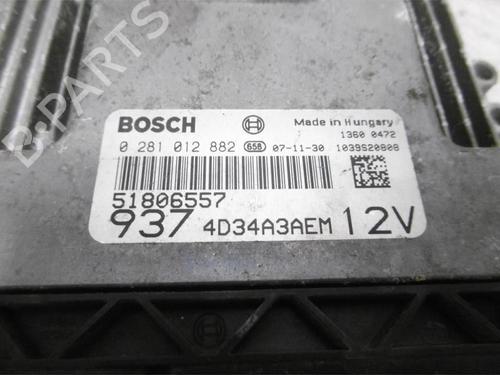 B-PARTS
BOSCH
Made in Hungary
1360 0472
0 281 012 882 658 07-11-30 1039S20808
51806557
937 4D34A3AEM 12V